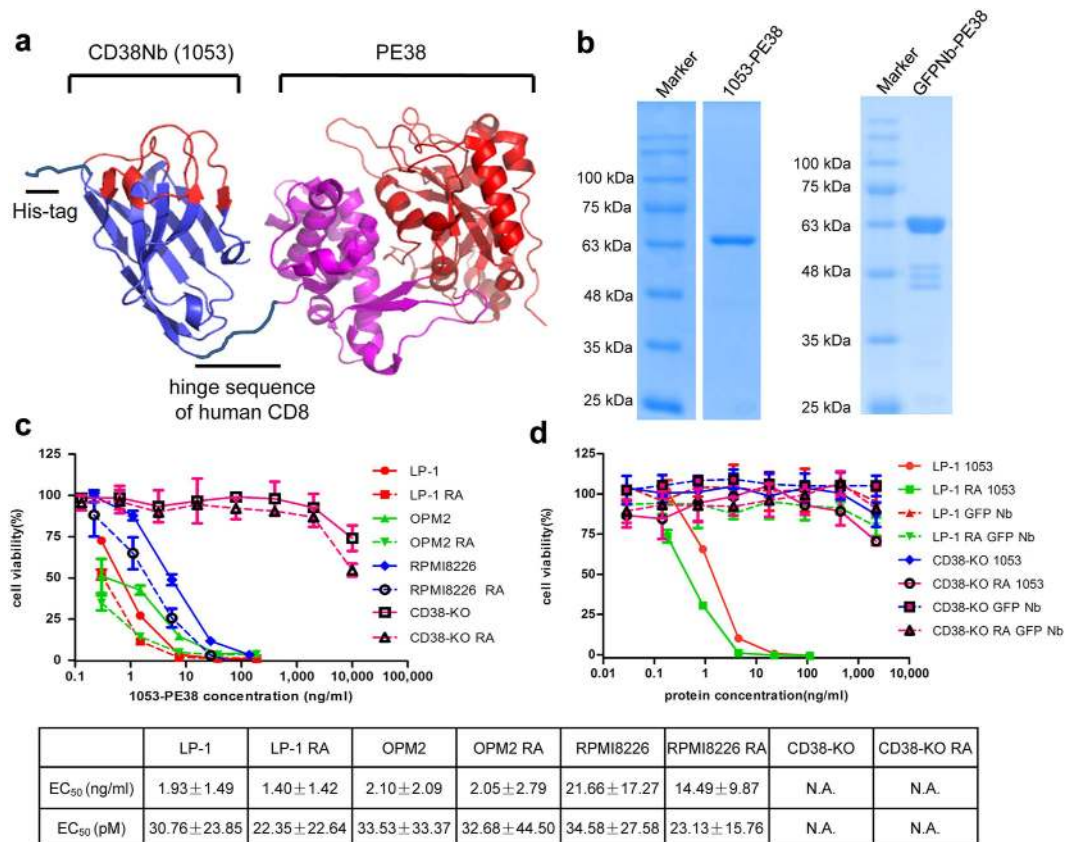 a
CD38Nb (1053)
PE38
His-tag
hinge sequence
of human CD8
b
Marker
1053-PE38
100 kDa
75 kDa
63 kDa
48 kDa
35 kDa
25 kDa
Marker
GFPNb-PE38
100 kDa
75 kDa
63 kDa
48 kDa
35 kDa
25 kDa
c
cell viability(%)
125
100
75
50
25
0
0.1 1 10 100 1,000 10,000 100,000
1053-PE38 concentration (ng/ml)
LP-1
LP-1 RA
OPM2
OPM2 RA
RPMI8226
RPMI8226 RA
CD38-KO
CD38-KO RA
d
cell viability(%)
125
100
75
50
25
0
0.01 0.1 1 10 100 1,000 10,000
protein concentration(ng/ml)
LP-1 1053
LP-1 RA 1053
LP-1 GFP Nb
LP-1 RA GFP Nb
CD38-KO 1053
CD38-KO RA 1053
CD38-KO GFP Nb
CD38-KO RA GFP Nb
LP-1 LP-1 RA OPM2 OPM2 RA RPMI8226 RPMI8226 RA CD38-KO CD38-KO RA
EC50 (ng/ml) 1.93±1.49 1.40±1.42 2.10±2.09 2.05±2.79 21.66±17.27 14.49±9.87 N.A. N.A.
EC50 (pM) 30.76±23.85 22.35±22.64 33.53±33.37 32.68±44.50 34.58±27.58 23.13±15.76 N.A. N.A.